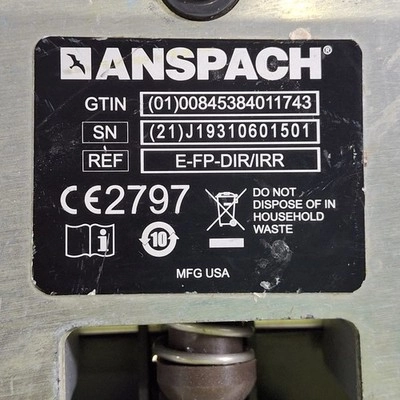 ANSPACH®
GTIN (01)00845384011743
SN (21)J19310601501
REF E-FP-DIR/IRR
CE2797
DO NOT
DISPOSE OF IN
HOUSEHOLD
WASTE
i
10
MFG USA